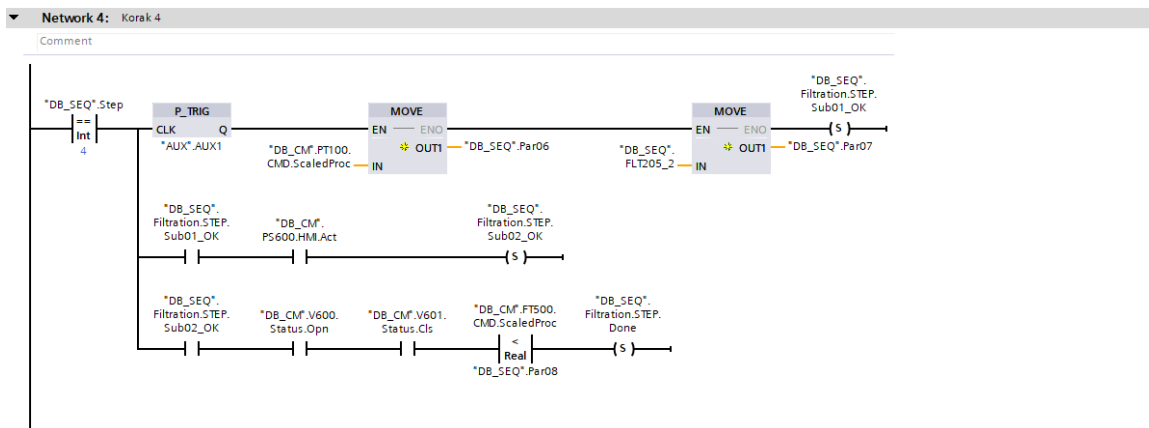 Network 4: Korak 4
Comment
"DB_SEQ".
Filtration.STEP.
Sub01_OK
"DB_SEQ".Step
==
Int
4
P_TRIG
CLK Q
"AUX".AUX1
MOVE
EN ENO
OUT1
IN
"DB_CM".PT100.
CMD.ScaledProc
"DB_SEQ".Par06
MOVE
EN ENO
OUT1
IN
"DB_SEQ".
FLT205_2
"DB_SEQ".Par07
S
"DB_SEQ".
Filtration.STEP.
Sub01_OK
"DB_CM".
PS600.HMI.Act
"DB_SEQ".
Filtration.STEP.
Sub02_OK
S
"DB_SEQ".
Filtration.STEP.
Sub02_OK
"DB_CM".V600.
Status.Opn
"DB_CM".V601.
Status.Cls
"DB_CM".FT500.
CMD.ScaledProc
<
Real
"DB_SEQ".Par08
"DB_SEQ".
Filtration.STEP.
Done
S